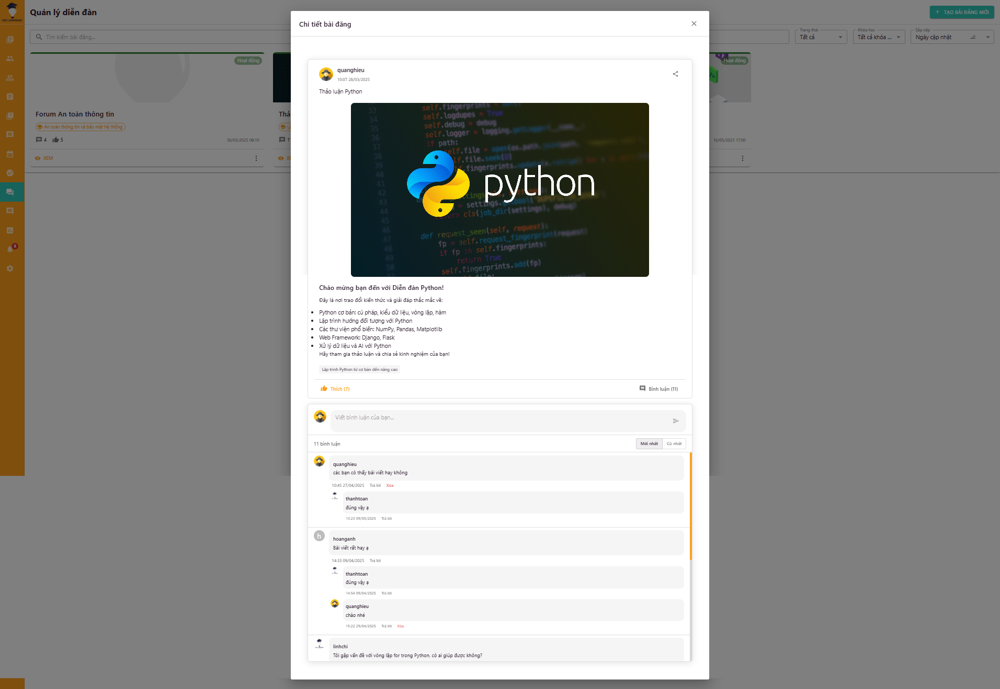 DNC LEARNING
Quản lý diễn đàn
TẠO BÀI ĐĂNG MỚI
Tìm kiếm bài đăng...
Trạng thái
Tất cả
Khóa học
Tất cả khóa ...
Sắp xếp
Ngày cập nhật
Hoạt động
Forum An toàn thông tin
An toàn thông tin và bảo mật hệ thống
4
5
30/03/2025 08:10
XEM
Hoạt động
16/05/2025 17:00
8
Chi tiết bài đăng
quanghieu
10:07 28/03/2025
Thảo luận Python
python
Chào mừng bạn đến với Diễn đàn Python!
Đây là nơi trao đổi kiến thức và giải đáp thắc mắc về:
Python cơ bản: cú pháp, kiểu dữ liệu, vòng lặp, hàm
Lập trình hướng đối tượng với Python
Các thư viện phổ biến: NumPy, Pandas, Matplotlib
Web Framework: Django, Flask
Xử lý dữ liệu và AI với Python
Hãy tham gia thảo luận và chia sẻ kinh nghiệm của bạn!
Lập trình Python từ cơ bản đến nâng cao
Thích (7)
Bình luận (11)
Viết bình luận của bạn...
11 bình luận
Mới nhất
Cũ nhất
quanghieu
các bạn có thấy bài viết hay không
10:45 27/04/2025 Trả lời Xóa
thanhtoan
đúng vậy ạ
13:23 09/05/2025 Trả lời
h
hoanganh
Bài viết rất hay ạ
14:33 09/04/2025 Trả lời
thanhtoan
đúng vậy ạ
14:54 09/04/2025 Trả lời
quanghieu
chào nhé
15:22 29/04/2025 Trả lời Xóa
linhchi
Tôi gặp vấn đề với vòng lặp for trong Python, có ai giúp được không?